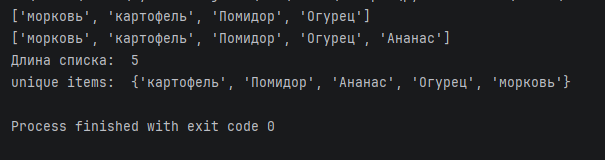 ['морковь', 'картофель', 'Помидор', 'Огурец']
['морковь', 'картофель', 'Помидор', 'Огурец', 'Ананас']
Длина списка:  5
unique items:  {'картофель', 'Помидор', 'Ананас', 'Огурец', 'морковь'}
Process finished with exit code 0